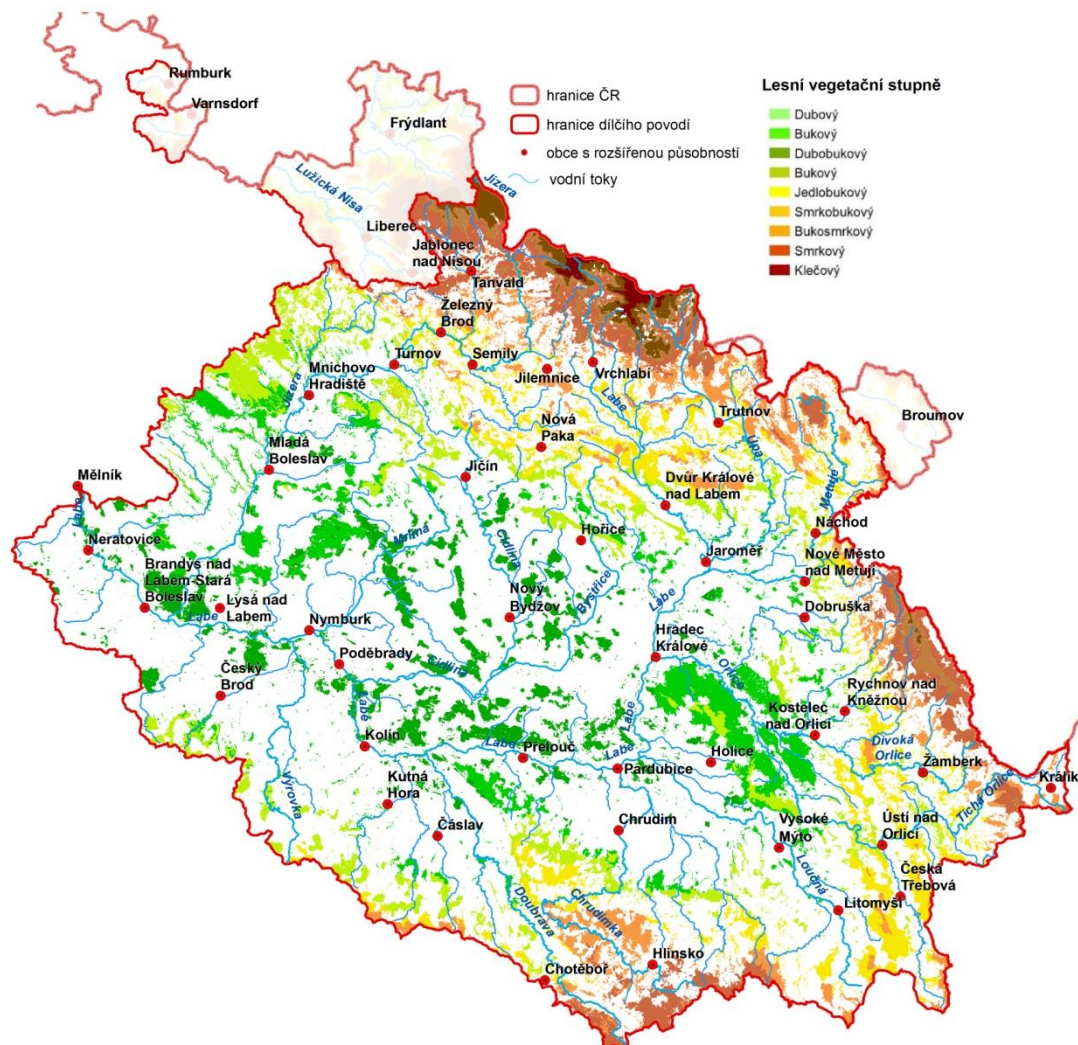 Rumburk
Varnsdorf
Frýdlant
Lužická Nisa
Jizera
Liberec
Jablonec
nad Nisou
Tanvald
hranice ČR
hranice dílčího povodí
obce s rozšířenou působností
vodní toky
Lesní vegetační stupně
Dubový
Bukový
Dubobukový
Bukový
Jedlobukový
Smrkobukový
Bukosmrkový
Smrkový
Klečový
Železný
Brod
Turnov
Semily
Mnichovo
Hradiště
Jizera
Jilemnice
Vrchlabí
Labe
Trutnov
Úpa
Broumov
Nová
Paka
Mladá
Boleslav
Jičín
Dvůr Králové
nad Labem
Metuje
Mělník
Labe
Neratovice
Mrlina
Cidlina
Hořice
Náchod
Jaroměř
Nové Město
nad Metují
Brandýs nad
Labem-Stará
Boleslav
Lysá nad
Labem
Labe
Nový
Bydžov
Bystřice
Labe
Dobruška
Nymburk
Poděbrady
Cidlina
Hradec
Králové
Orlice
Český
Brod
Rychnov nad
Kněžnou
Kostelec
nad Orlicí
Labe
Kolín
Labe
Přelouč
Labe
Labe
Pardubice
Holice
Divoká
Orlice
Žamberk
Králík
Tichá Orlice
Výrovka
Kutná
Hora
Čáslav
Chrudim
Vysoké
Mýto
Ústí nad
Orlicí
Loučná
Česká
Třebová
Litomyšl
Doubrava
Chrudimka
Hlinsko
Chotěboř